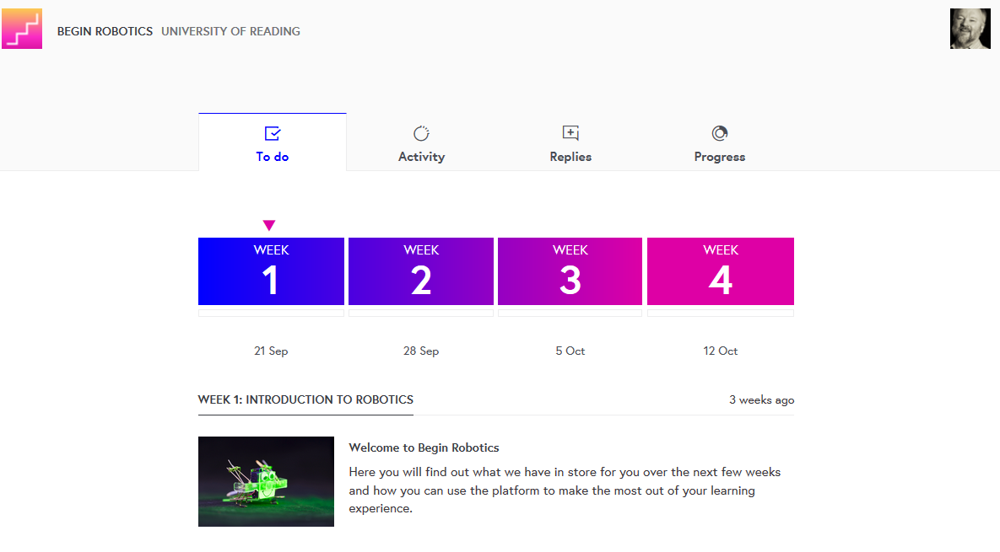 BEGIN ROBOTICS UNIVERSITY OF READING
To do
Activity
Replies
Progress
WEEK
1
WEEK
2
WEEK
3
WEEK
4
21 Sep
28 Sep
5 Oct
12 Oct
WEEK 1: INTRODUCTION TO ROBOTICS
3 weeks ago
Welcome to Begin Robotics
Here you will find out what we have in store for you over the next few weeks
and how you can use the platform to make the most out of your learning
experience.